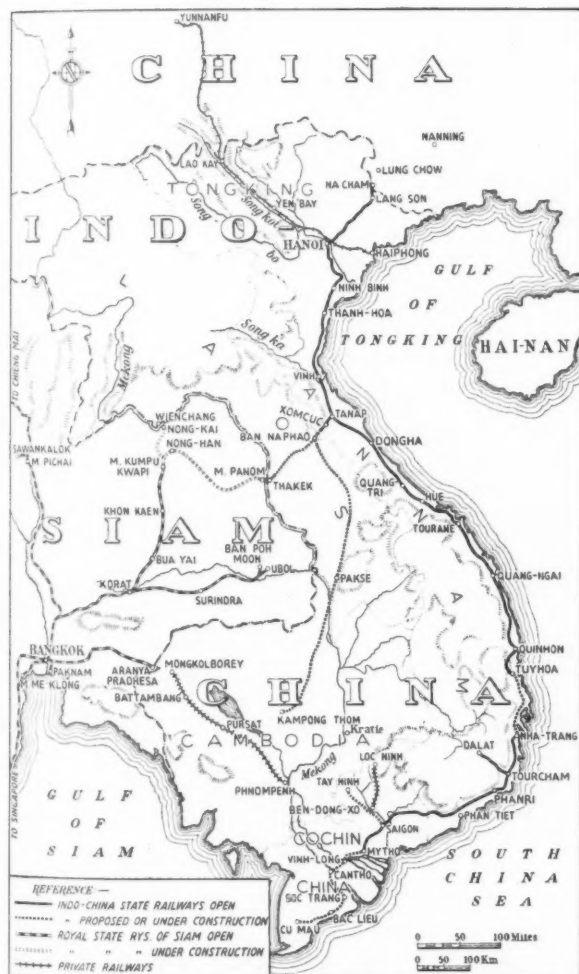 YUNNANFU
CHINA
NANNING
LAO KAY
LUNG CHOW
NA CHAM
TONGKING
LANG SON
YEN BAY
Song koi
Song bo
INDO-
HANOI
HAIPHONG
GULF
OF
TONGKING
NINH BINH
THANH-HOA
HAI-NAN
LAOS
Mekong
Song ka
TO CHIENG MAI
VINH
ANNAM
XOMCUC
TANAP
WIENCHANG
NONG-KAI
NONG-HAN
BAN NAPHAO
DONGHA
SAWANKALOK
M. PICHAI
M. KUMPU
KWAPI
M. PANOM
THAKEK
QUANG
TRI
HUE
KHON KAEN
TOURANE
SIAM
BUA YAI
BAN POH
MOON
UBOL
PAKSE
QUANG-NGAI
KORAT
SURINDRA
BANGKOK
PAKNAM
M. ME KLONG
ARANYA
PRADHESA
MONGKOLBOREY
QUINHON
TUYHOA
BATTAMBANG
CHINA
PURSAT
KAMPONG THOM
NHA-TRANG
CAMBODIA
Kratie
DALAT
Mekong
LOC NINH
TAY NINH
PHNOMPENH
TOURCHAM
PHANRI
PHAN TIET
BEN-DONG-XO
SAIGON
TO SINGAPORE
GULF
OF
SIAM
COCHIN
CHINA
VINH-LONG
MYTHO
CANTHO
SOC TRANG
BAC LIEU
CU MAU
SOUTH
CHINA
SEA
REFERENCE —
INDO-CHINA STATE RAILWAYS OPEN
" PROPOSED OR UNDER CONSTRUCTION
ROYAL STATE RYS. OF SIAM OPEN
" " " " UNDER CONSTRUCTION
PRIVATE RAILWAYS
0 50 100 Miles
0 50 100 Km